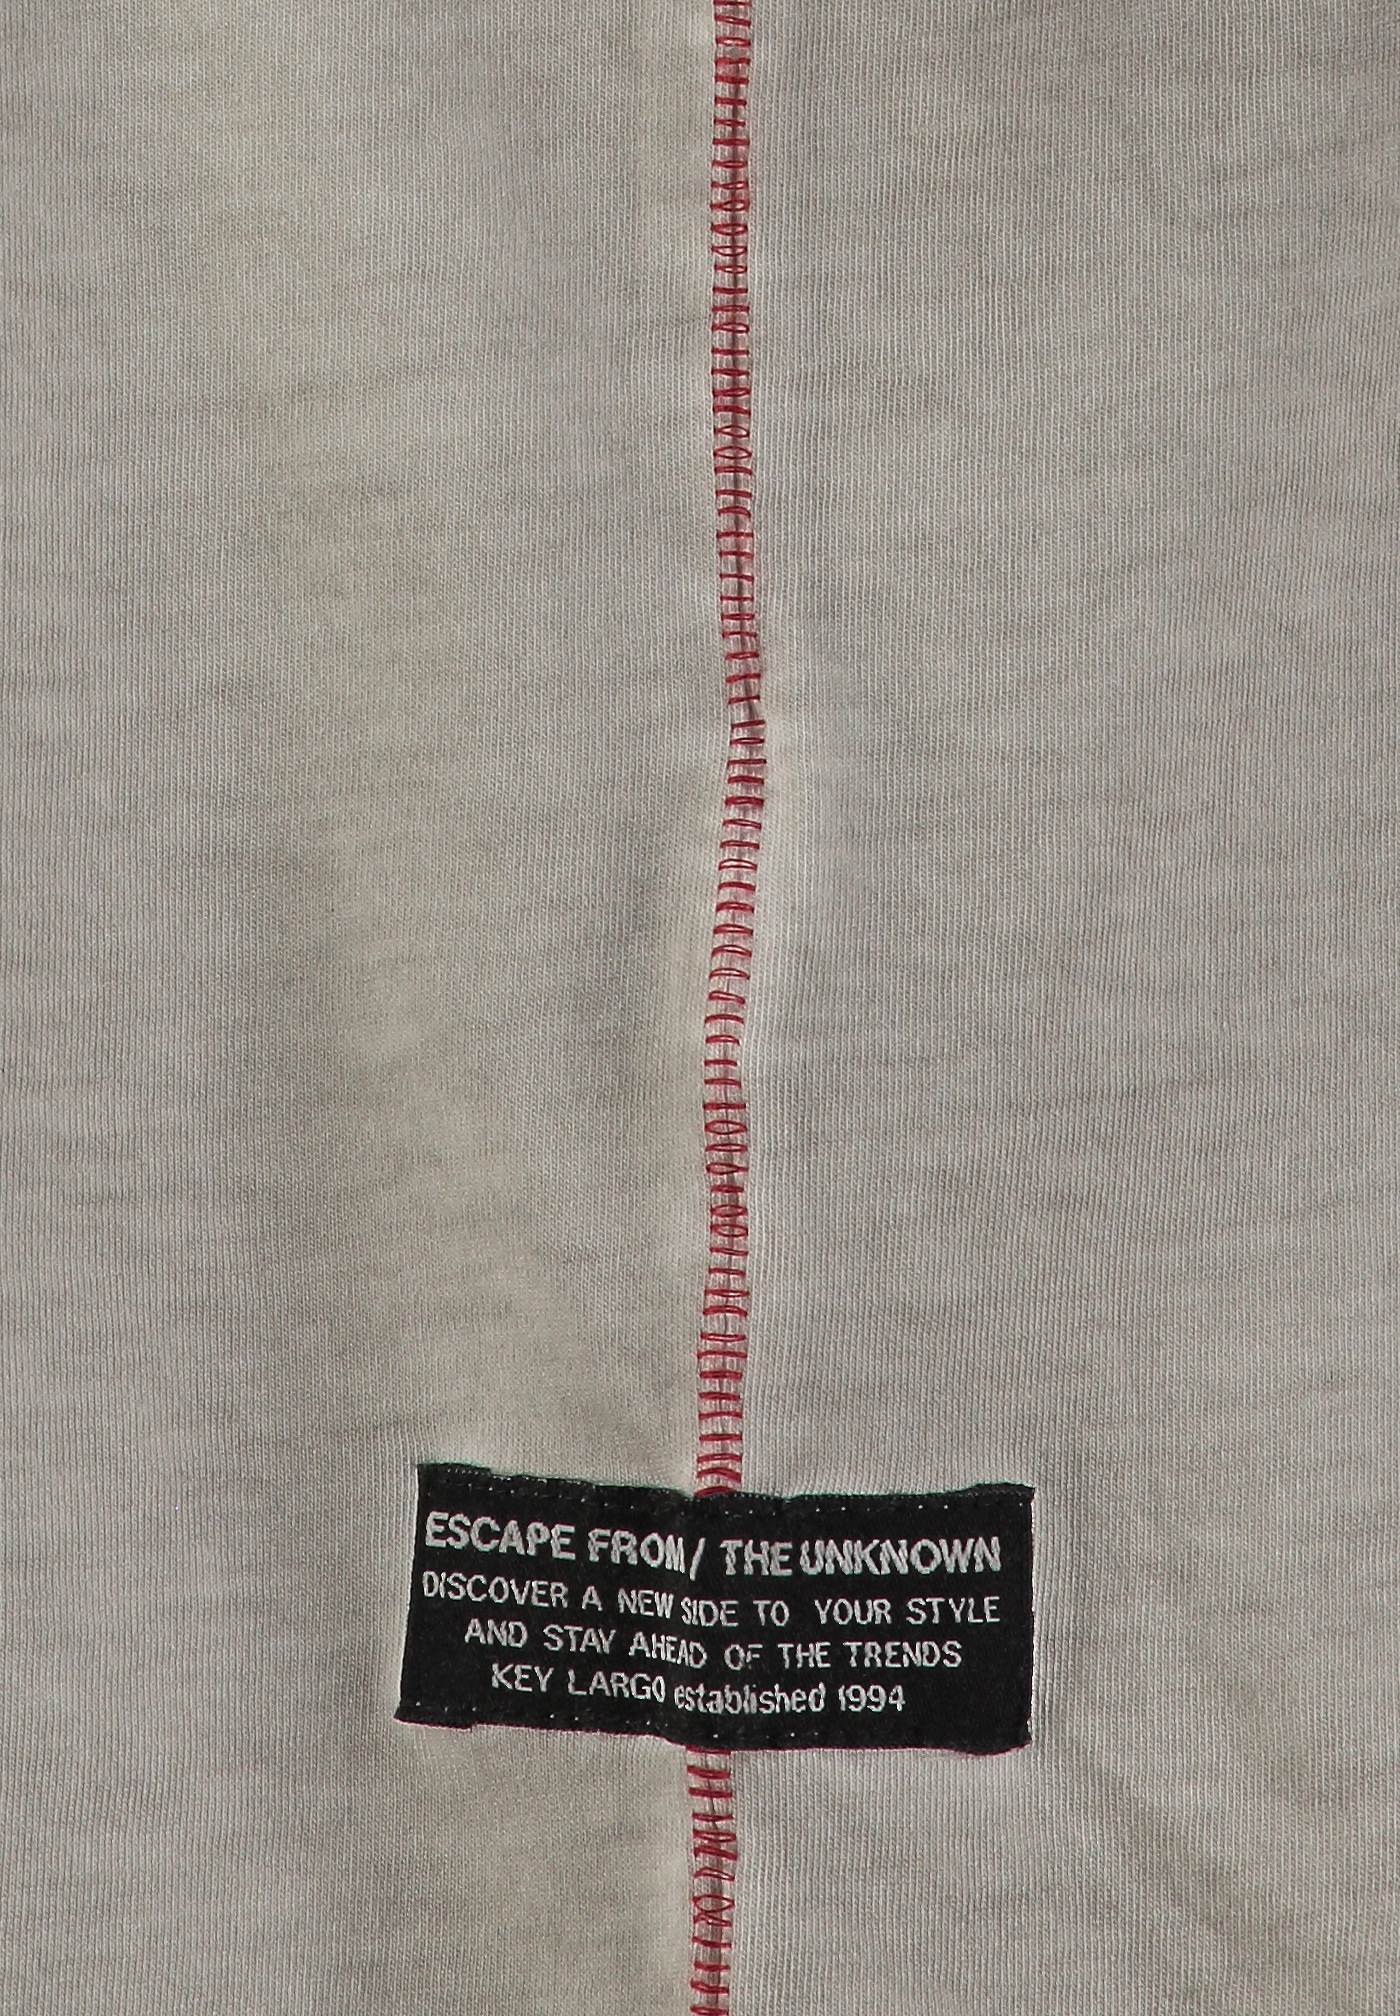 ESCAPE FROM/ THE UNKNOWN
DISCOVER A NEW SIDE TO YOUR STYLE
AND STAY AHEAD OF THE TRENDS
KEY LARGO established 1994